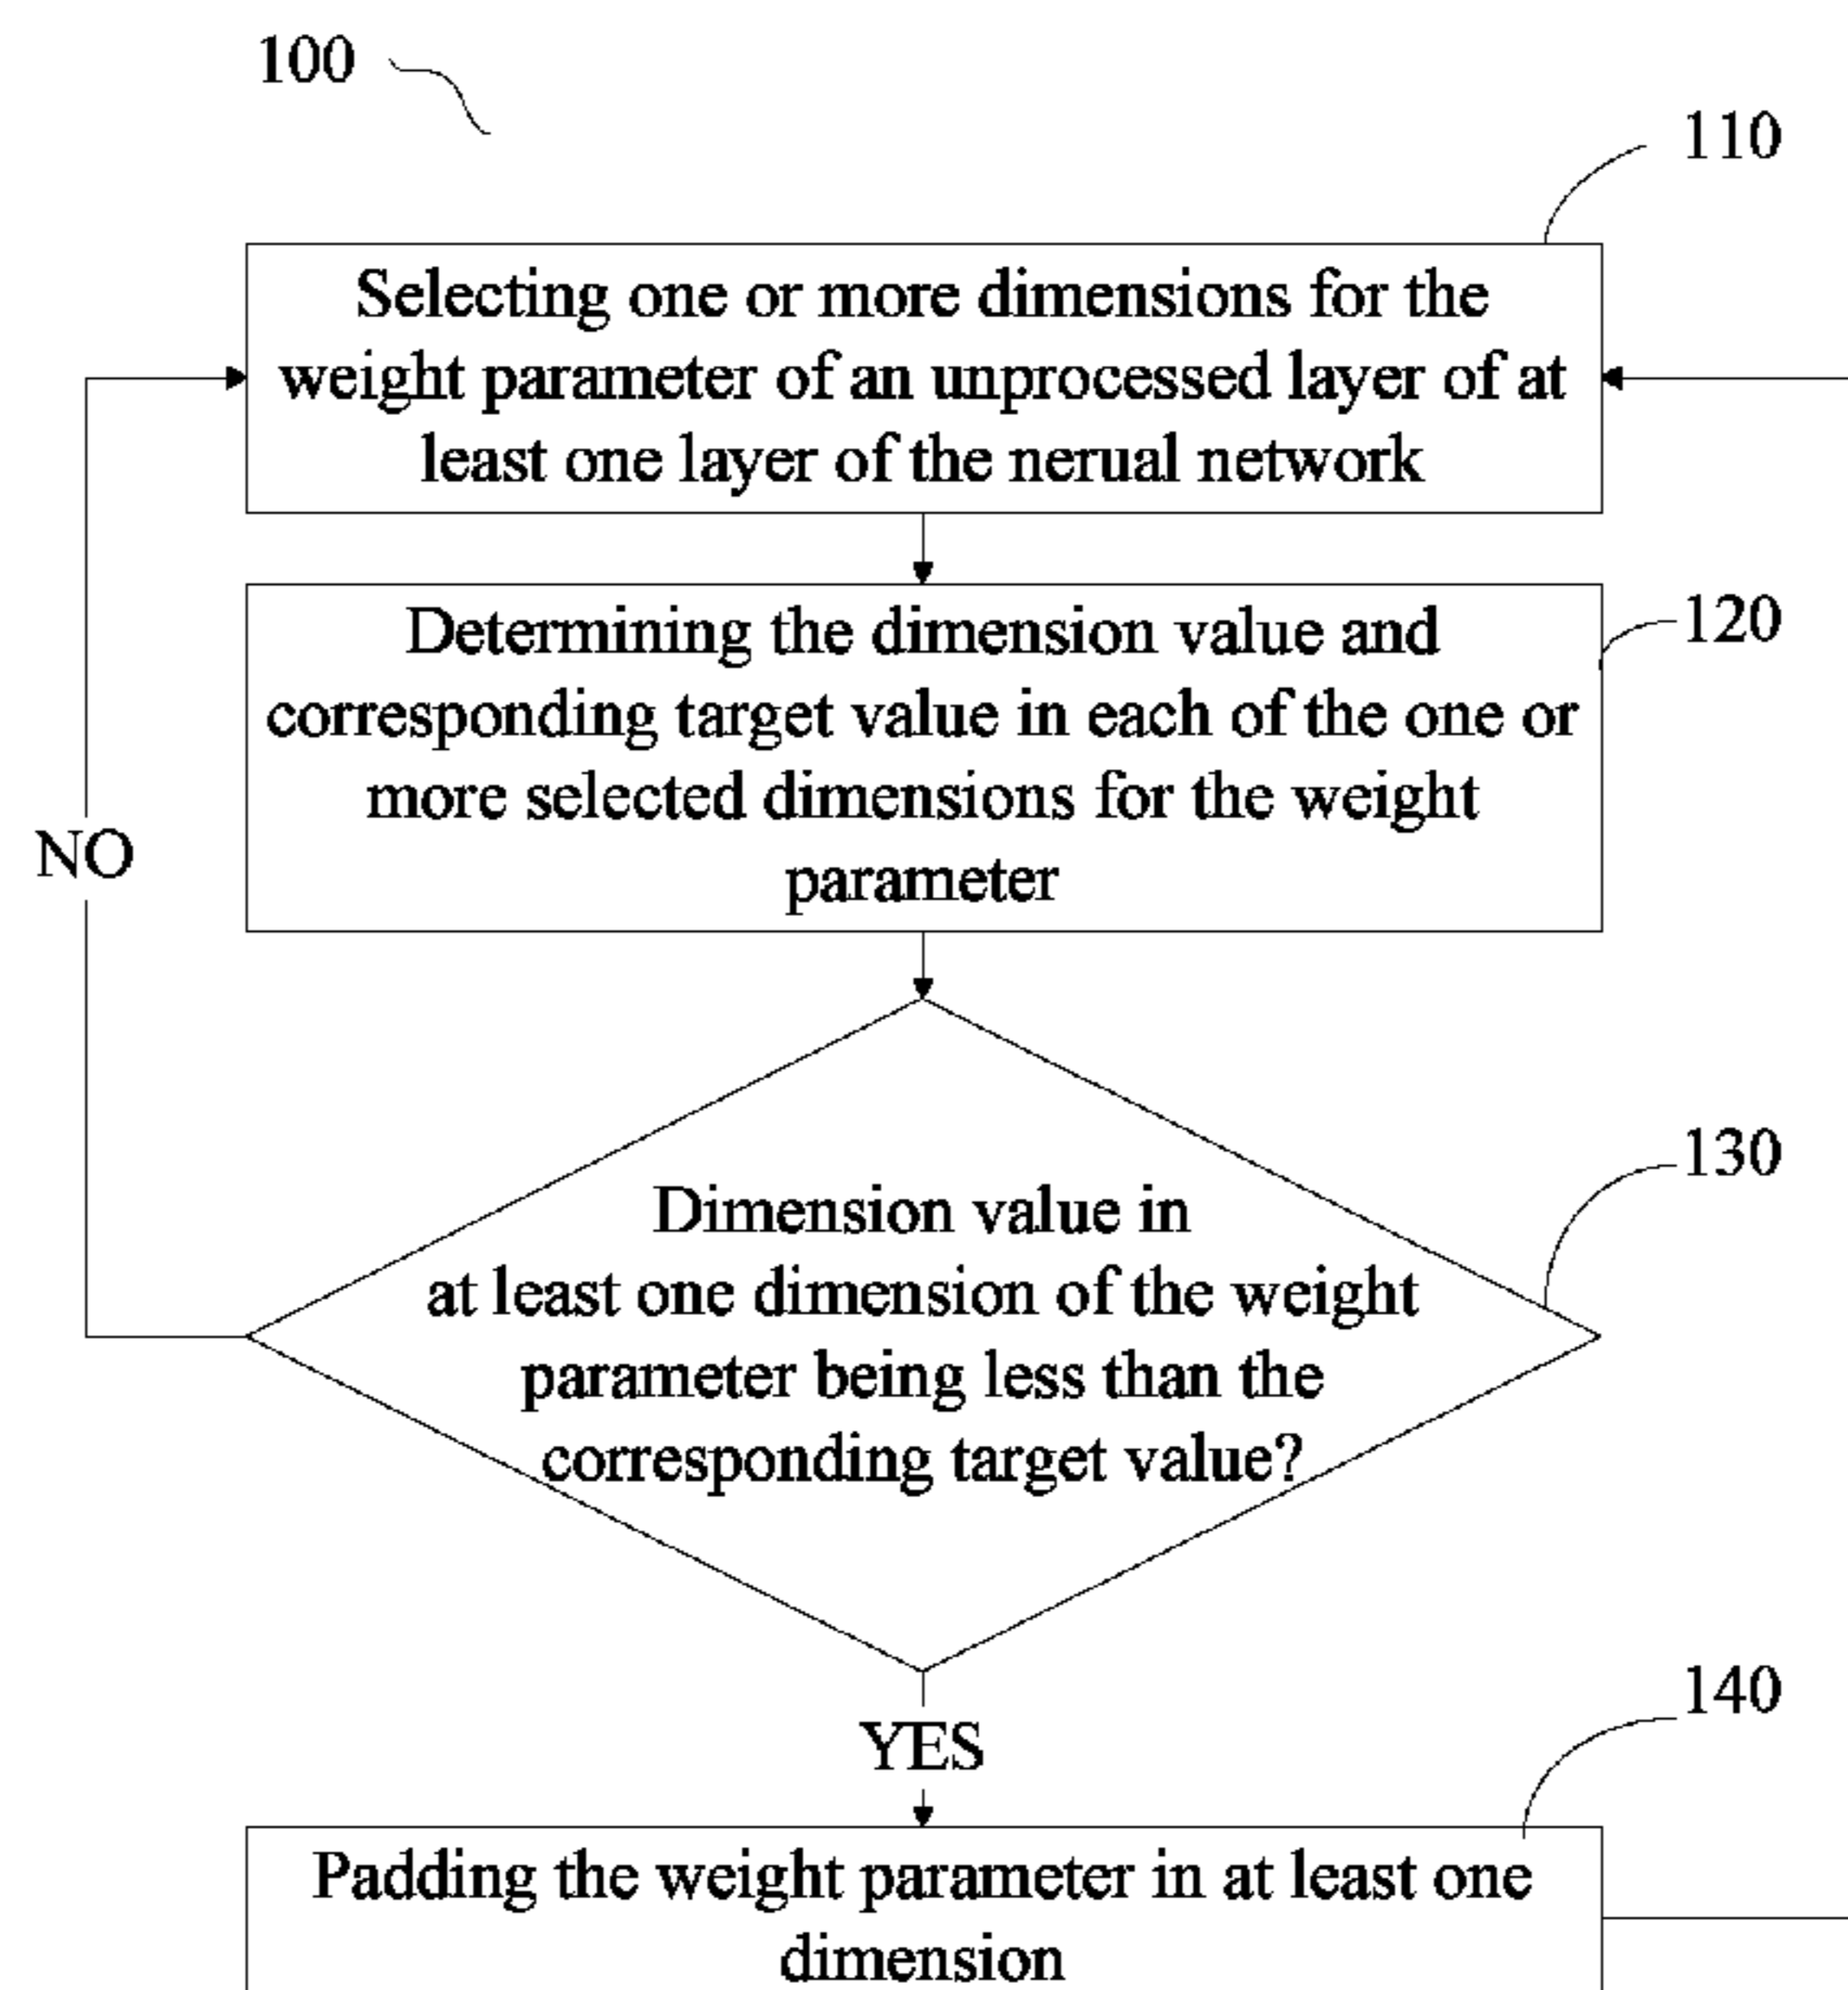 100
110
Selecting one or more dimensions for the
weight parameter of an unprocessed layer of at
least one layer of the nerual network
120
Determining the dimension value and
corresponding target value in each of the one or
more selected dimensions for the weight
parameter
NO
130
Dimension value in
at least one dimension of the weight
parameter being less than the
corresponding target value?
YES
140
Padding the weight parameter in at least one
dimension